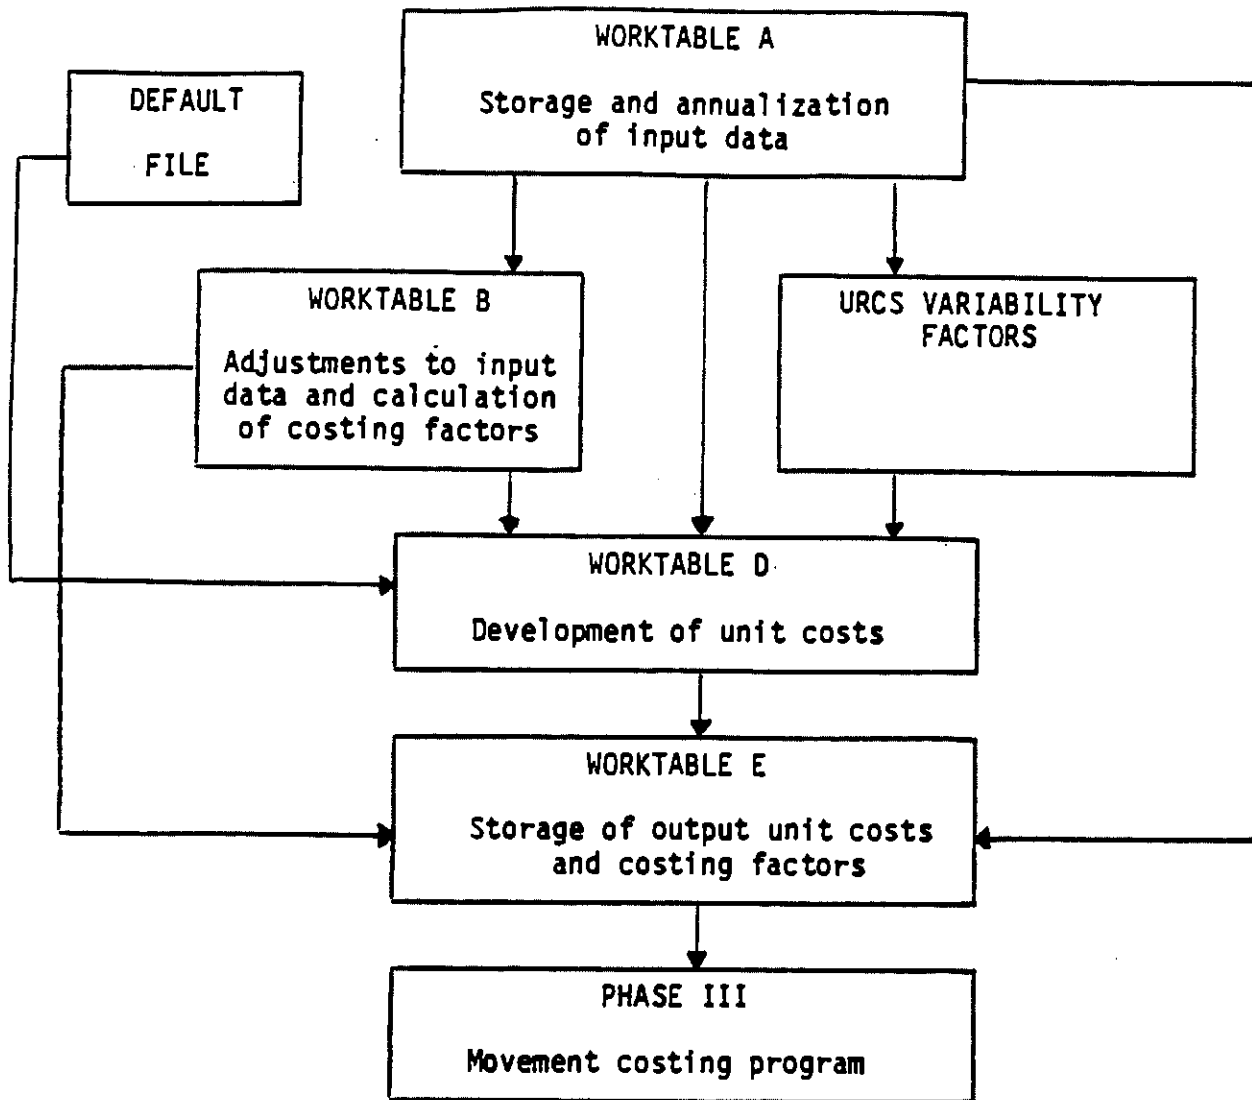 WORKTABLE A
Storage and annualization
of input data
DEFAULT
FILE
WORKTABLE B
Adjustments to input
data and calculation
of costing factors
URCS VARIABILITY
FACTORS
WORKTABLE D
Development of unit costs
WORKTABLE E
Storage of output unit costs
and costing factors
PHASE III
Movement costing program